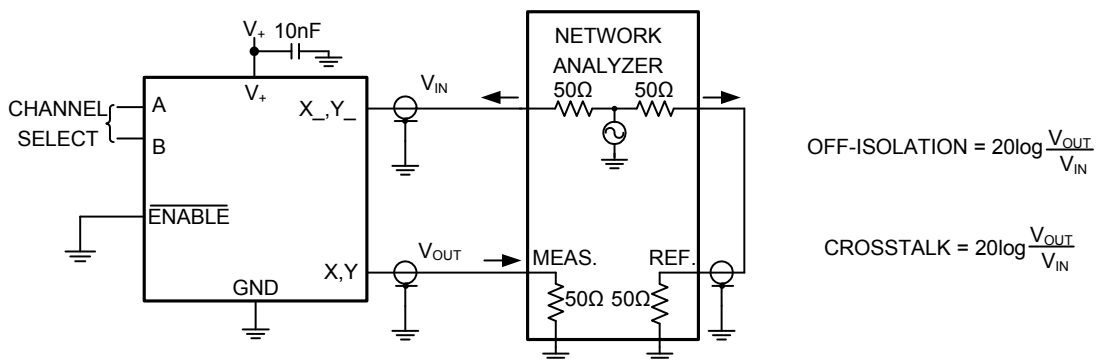 V+ 10nF
V+
CHANNEL
SELECT
A
B
X_,Y_
ENABLE
X,Y
GND
VIN
VOUT
NETWORK
ANALYZER
50Ω 50Ω
MEAS. REF.
50Ω 50Ω
OFF-ISOLATION = 20log VOUT/VIN
CROSSTALK = 20log VOUT/VIN